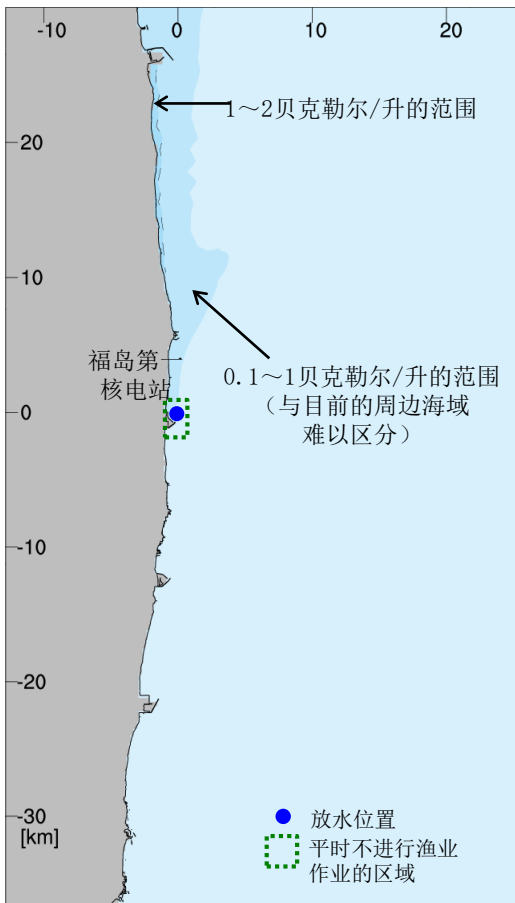 -10 0 10 20
1～2贝克勒尔/升的范围
20
10
福岛第一
核电站
0.1～1贝克勒尔/升的范围
（与目前的周边海域
难以区分）
0
-10
-20
-30
[km]
放水位置
平时不进行渔业
作业的区域